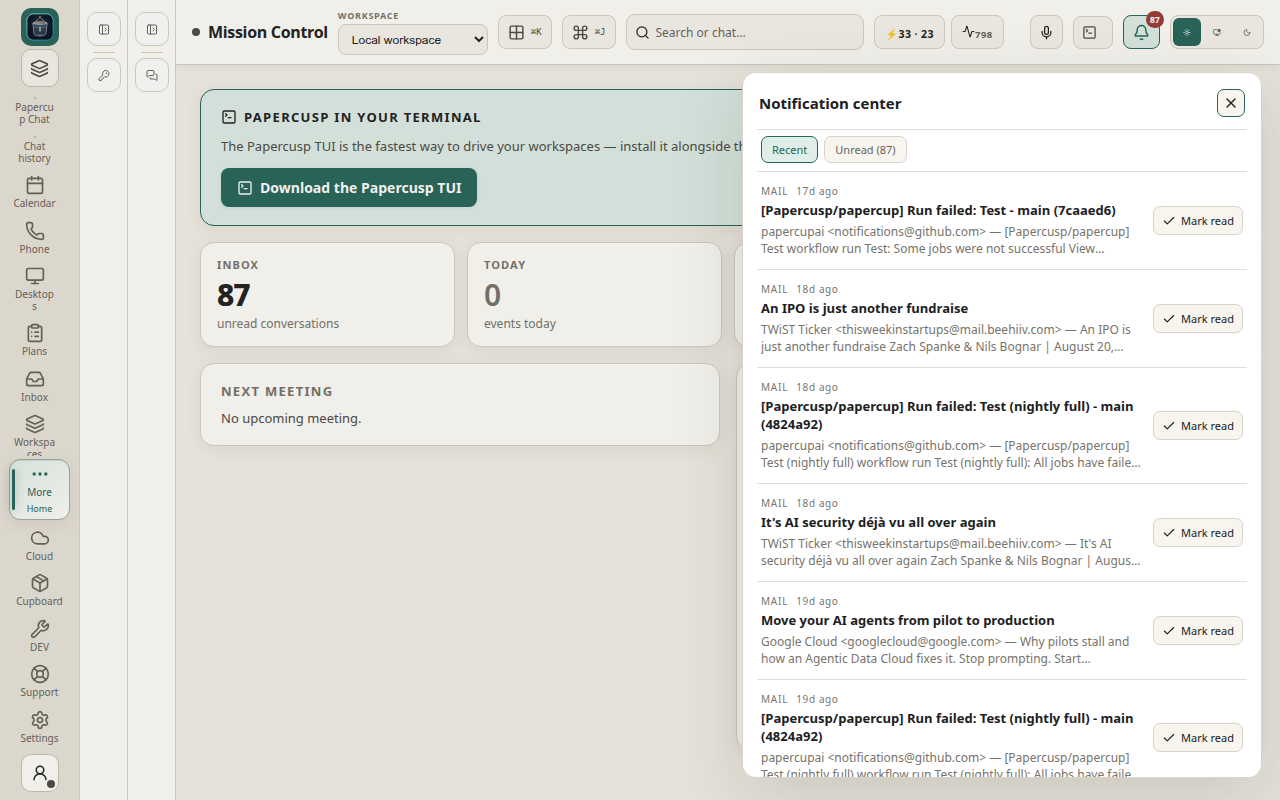 Papercu
p Chat
Chat
history
Calendar
Phone
Desktop
s
Plans
Inbox
Workspa
ces
More
Home
Cloud
Cupboard
DEV
Support
Settings
Mission Control
WORKSPACE
Local workspace
⌘K
⌘J
Search or chat...
⚡33 · 23
798
87
PAPERCUSP IN YOUR TERMINAL
The Papercusp TUI is the fastest way to drive your workspaces — install it alongside th
Download the Papercusp TUI
INBOX
87
unread conversations
TODAY
0
events today
NEXT MEETING
No upcoming meeting.
Notification center
Recent
Unread (87)
MAIL 17d ago
[Papercusp/papercup] Run failed: Test - main (7caaed6)
papercupai <notifications@github.com> — [Papercusp/papercup]
Test workflow run Test: Some jobs were not successful View...
Mark read
MAIL 18d ago
An IPO is just another fundraise
TWiST Ticker <thisweekinstartups@mail.beehiiv.com> — An IPO is
just another fundraise Zach Spanke & Nils Bognar | August 20,...
Mark read
MAIL 18d ago
[Papercusp/papercup] Run failed: Test (nightly full) - main
(4824a92)
papercupai <notifications@github.com> — [Papercusp/papercup]
Test (nightly full) workflow run Test (nightly full): All jobs have faile...
Mark read
MAIL 18d ago
It's AI security déjà vu all over again
TWiST Ticker <thisweekinstartups@mail.beehiiv.com> — It's AI
security déjà vu all over again Zach Spanke & Nils Bognar | Augus...
Mark read
MAIL 19d ago
Move your AI agents from pilot to production
Google Cloud <googlecloud@google.com> — Why pilots stall and
how an Agentic Data Cloud fixes it. Stop prompting. Start...
Mark read
MAIL 19d ago
[Papercusp/papercup] Run failed: Test (nightly full) - main
(4824a92)
papercupai <notifications@github.com> — [Papercusp/papercup]
Test (nightly full) workflow run Test (nightly full): All jobs have faile
Mark read